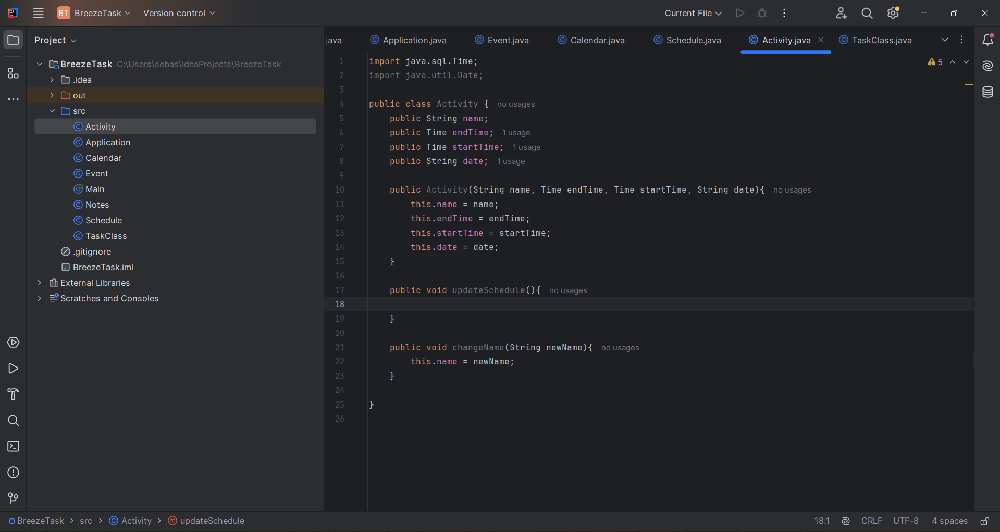 BT BreezeTask Version control Current File
Project
java Application.java Event.java Calendar.java Schedule.java Activity.java TaskClass.java
BreezeTask C:\Users\sebas\IdeaProjects\BreezeTask
.idea
out
src
Activity
Application
Calendar
Event
Main
Notes
Schedule
TaskClass
.gitignore
BreezeTask.iml
External Libraries
Scratches and Consoles
5
1 import java.sql.Time;
2 import java.util.Date;
3
4 public class Activity { no usages
5 public String name;
6 public Time endTime; 1 usage
7 public Time startTime; 1 usage
8 public String date; 1 usage
9
10 public Activity(String name, Time endTime, Time startTime, String date){ no usages
11 this.name = name;
12 this.endTime = endTime;
13 this.startTime = startTime;
14 this.date = date;
15 }
16
17 public void updateSchedule(){ no usages
18
19 }
20
21 public void changeName(String newName){ no usages
22 this.name = newName;
23 }
24
25 }
26
BreezeTask > src > Activity > updateSchedule 18:1 CRLF UTF-8 4 spaces